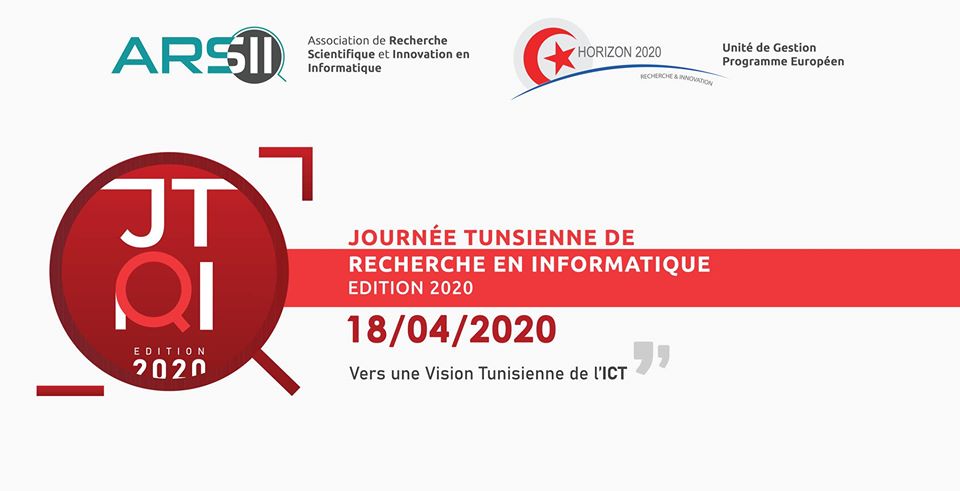 ARSII
Association de Recherche
Scientifique et Innovation en
Informatique
HORIZON 2020
RECHERCHE & INNOVATION
Unité de Gestion
Programme Européen
JT
RI
EDITION
2020
JOURNÉE TUNSIENNE DE
RECHERCHE EN INFORMATIQUE
EDITION 2020
18/04/2020
Vers une Vision Tunisienne de l'ICT ”